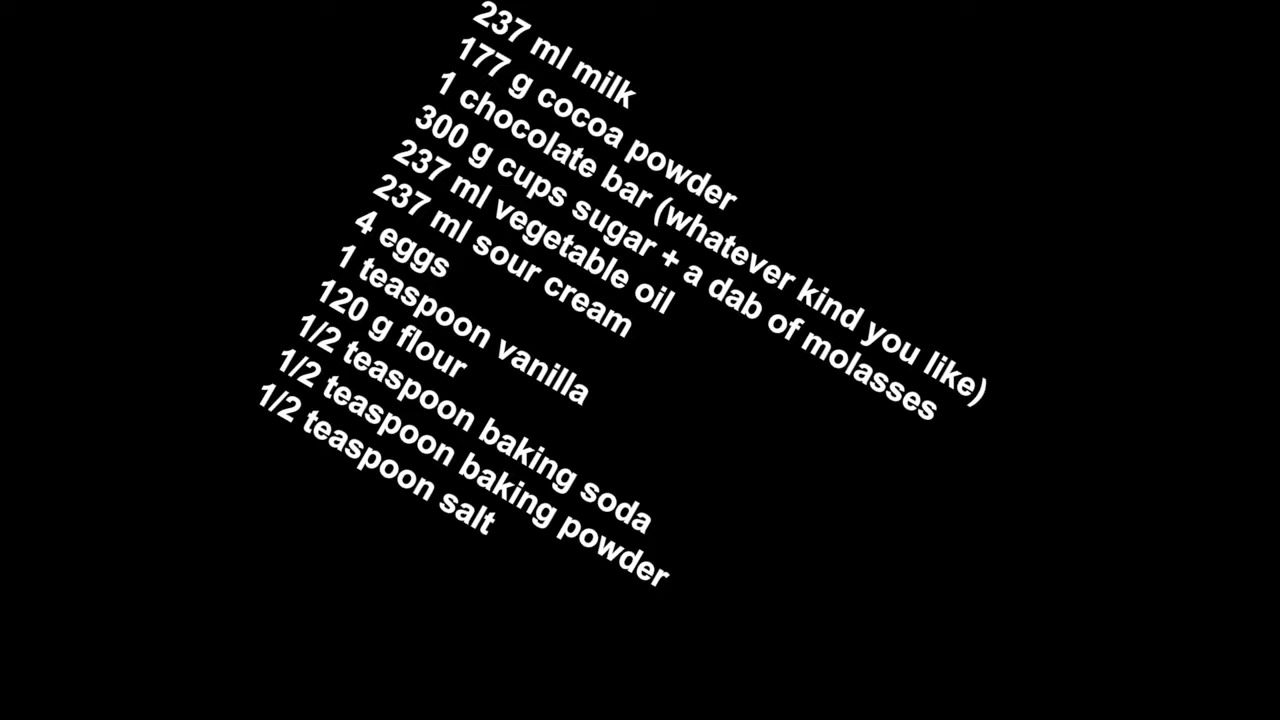 237 ml milk
177 g cocoa powder
1 chocolate bar (whatever kind you like)
300 g cups sugar + a dab of molasses
237 ml vegetable oil
237 ml sour cream
4 eggs
1 teaspoon vanilla
120 g flour
1/2 teaspoon baking soda
1/2 teaspoon baking powder
1/2 teaspoon salt